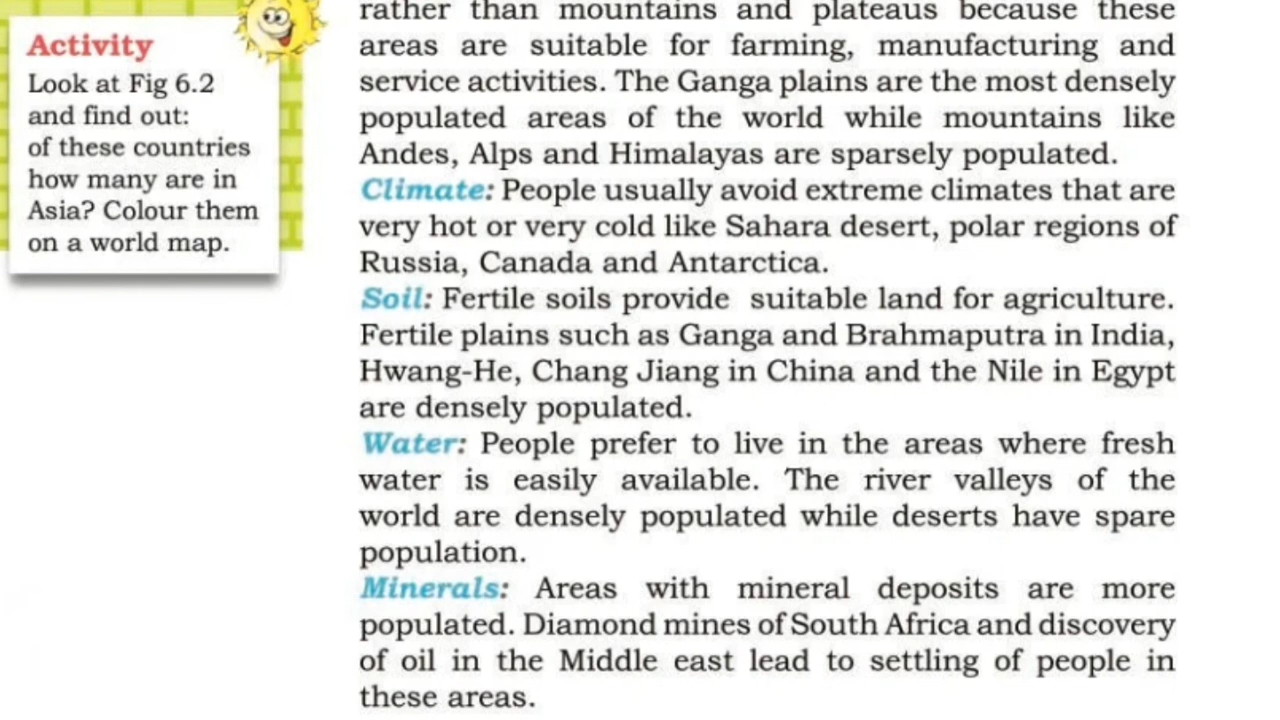 Activity
Look at Fig 6.2
and find out:
of these countries
how many are in
Asia? Colour them
on a world map.
rather than mountains and plateaus because these
areas are suitable for farming, manufacturing and
service activities. The Ganga plains are the most densely
populated areas of the world while mountains like
Andes, Alps and Himalayas are sparsely populated.
Climate: People usually avoid extreme climates that are
very hot or very cold like Sahara desert, polar regions of
Russia, Canada and Antarctica.
Soil: Fertile soils provide suitable land for agriculture.
Fertile plains such as Ganga and Brahmaputra in India,
Hwang-He, Chang Jiang in China and the Nile in Egypt
are densely populated.
Water: People prefer to live in the areas where fresh
water is easily available. The river valleys of the
world are densely populated while deserts have spare
population.
Minerals: Areas with mineral deposits are more
populated. Diamond mines of South Africa and discovery
of oil in the Middle east lead to settling of people in
these areas.